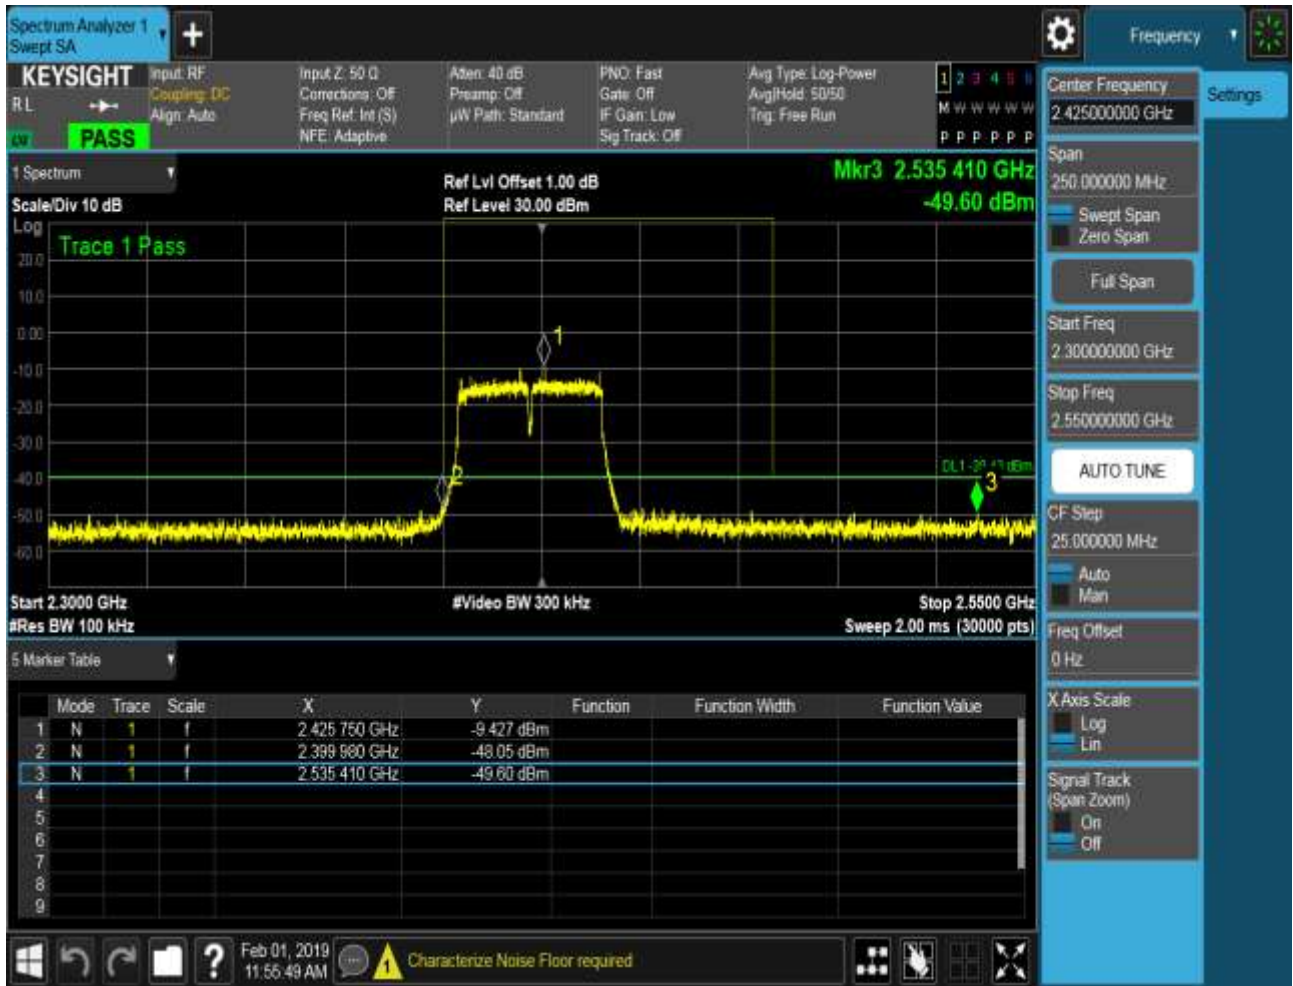 Spectrum Analyzer 1
Swept SA
+
Frequency
KEYSIGHT
Input: RF
Coupling: DC
Align: Auto
Input Z: 50 Ω
Corrections: Off
Freq Ref: Int (S)
NFE: Adaptive
Atten: 40 dB
Preamp: Off
µW Path: Standard
PNO: Fast
Gate: Off
IF Gain: Low
Sig Track: Off
Avg Type: Log-Power
Avg|Hold: 50/50
Trig: Free Run
1 2 3 4 5 6
M W W W W W
P P P P P P
R L
PASS
1 Spectrum
Scale/Div 10 dB
Ref Lvl Offset 1.00 dB
Ref Level 30.00 dBm
Mkr3 2.535 410 GHz
-49.60 dBm
Log
Trace 1 Pass
20.0
10.0
0.00
-10.0
-20.0
-30.0
-40.0
-50.0
-60.0
1
2
3
DL1
Start 2.3000 GHz
#Video BW 300 kHz
Stop 2.5500 GHz
#Res BW 100 kHz
Sweep 2.00 ms (30000 pts)
5 Marker Table
Mode Trace Scale X Y Function Function Width Function Value
1 N 1 f 2.425 750 GHz -9.427 dBm
2 N 1 f 2.399 980 GHz -48.05 dBm
3 N 1 f 2.535 410 GHz -49.60 dBm
4
5
6
7
8
9
Center Frequency
2.425000000 GHz
Settings
Span
250.000000 MHz
Swept Span
Zero Span
Full Span
Start Freq
2.300000000 GHz
Stop Freq
2.550000000 GHz
AUTO TUNE
CF Step
25.000000 MHz
Auto
Man
Freq Offset
0 Hz
X Axis Scale
Log
Lin
Signal Track
(Span Zoom)
On
Off
?
Feb 01, 2019
11:55:49 AM
1
Characterize Noise Floor required